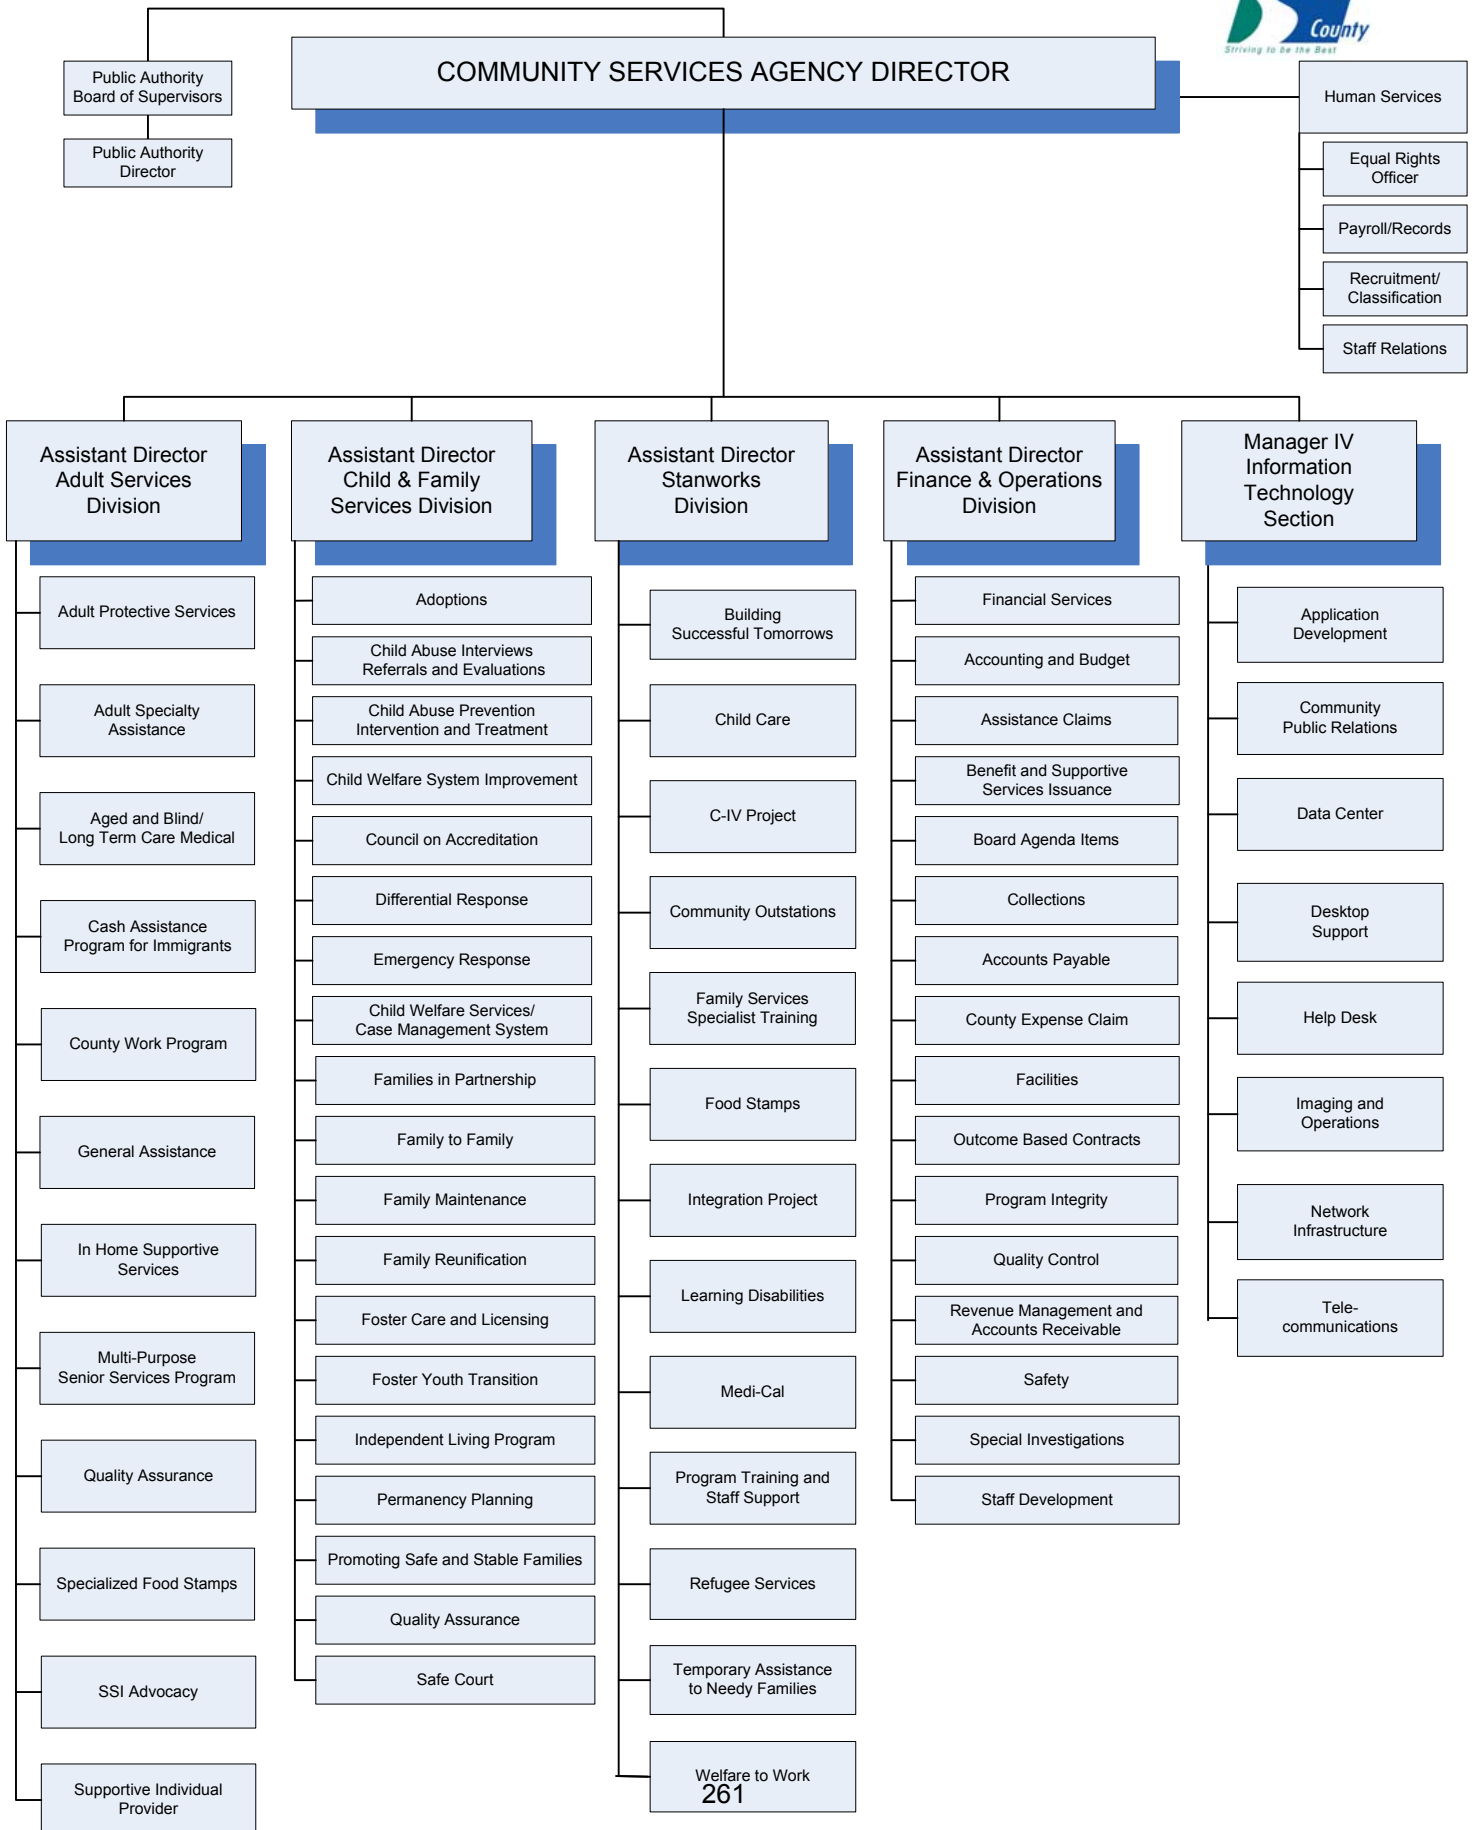 County
Striving to be the Best
COMMUNITY SERVICES AGENCY DIRECTOR
Public Authority
Board of Supervisors
Public Authority
Director
Human Services
Equal Rights
Officer
Payroll/Records
Recruitment/
Classification
Staff Relations
Assistant Director
Adult Services
Division
Adult Protective Services
Adult Specialty
Assistance
Aged and Blind/
Long Term Care Medical
Cash Assistance
Program for Immigrants
County Work Program
General Assistance
In Home Supportive
Services
Multi-Purpose
Senior Services Program
Quality Assurance
Specialized Food Stamps
SSI Advocacy
Supportive Individual
Provider
Assistant Director
Child & Family
Services Division
Adoptions
Child Abuse Interviews
Referrals and Evaluations
Child Abuse Prevention
Intervention and Treatment
Child Welfare System Improvement
Council on Accreditation
Differential Response
Emergency Response
Child Welfare Services/
Case Management System
Families in Partnership
Family to Family
Family Maintenance
Family Reunification
Foster Care and Licensing
Foster Youth Transition
Independent Living Program
Permanency Planning
Promoting Safe and Stable Families
Quality Assurance
Safe Court
Assistant Director
Stanworks
Division
Building
Successful Tomorrows
Child Care
C-IV Project
Community Outstations
Family Services
Specialist Training
Food Stamps
Integration Project
Learning Disabilities
Medi-Cal
Program Training and
Staff Support
Refugee Services
Temporary Assistance
to Needy Families
Welfare to Work
Assistant Director
Finance & Operations
Division
Financial Services
Accounting and Budget
Assistance Claims
Benefit and Supportive
Services Issuance
Board Agenda Items
Collections
Accounts Payable
County Expense Claim
Facilities
Outcome Based Contracts
Program Integrity
Quality Control
Revenue Management and
Accounts Receivable
Safety
Special Investigations
Staff Development
Manager IV
Information
Technology
Section
Application
Development
Community
Public Relations
Data Center
Desktop
Support
Help Desk
Imaging and
Operations
Network
Infrastructure
Tele-
communications
261